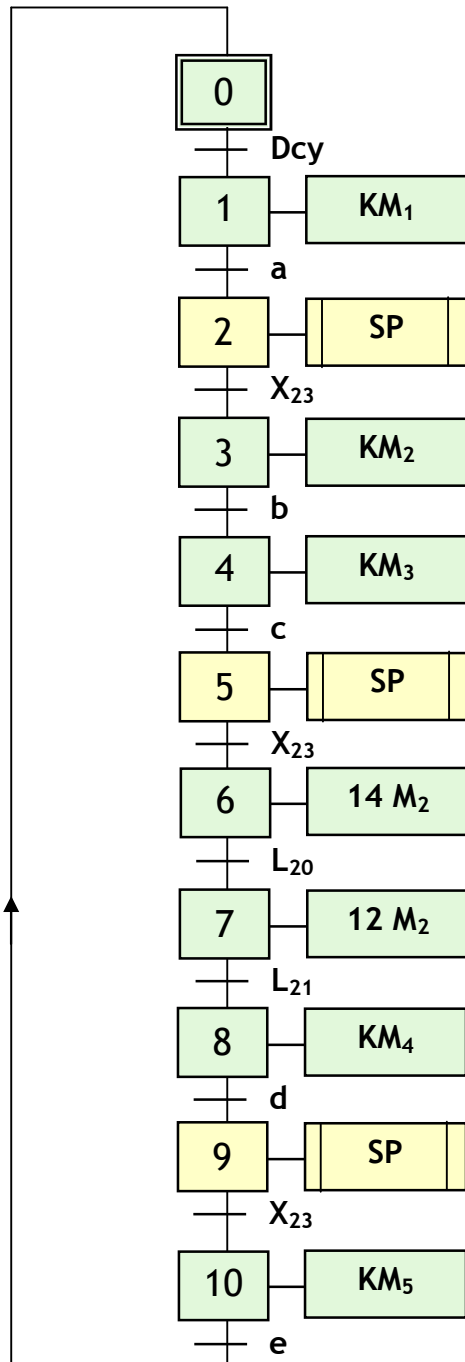 0
Dcy
1 KM₁
a
2 SP
X₂₃
3 KM₂
b
4 KM₃
c
5 SP
X₂₃
6 14 M₂
L₂₀
7 12 M₂
L₂₁
8 KM₄
d
9 SP
X₂₃
10 KM₅
e